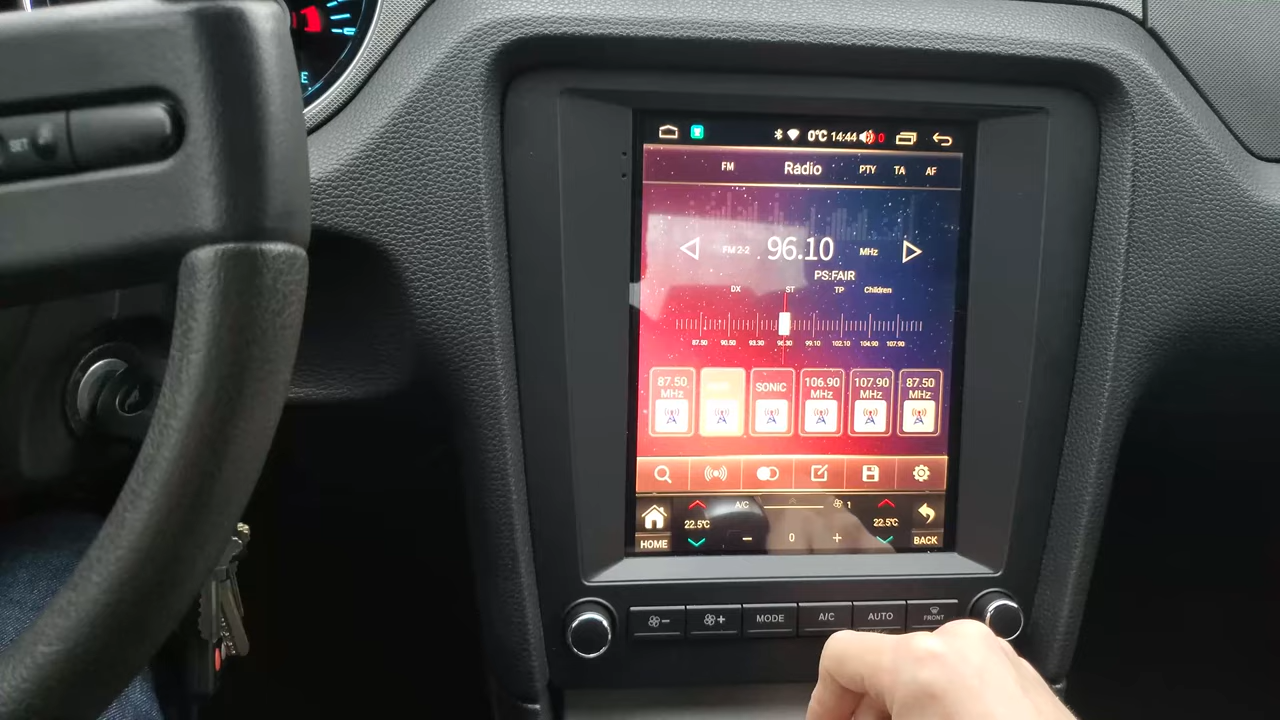 E
SET
0°C 14:44 0
FM Radio PTY TA AF
FM 2-2 96.10 MHz
PS:FAIR
DX ST TP Children
87.50 90.50 93.30 96.30 99.10 102.10 104.90 107.90
87.50 MHz
SONiC
106.90 MHz
107.90 MHz
87.50 MHz
A/C 1
22.5°C 22.5°C
HOME − 0 + BACK
− + MODE A/C AUTO FRONT